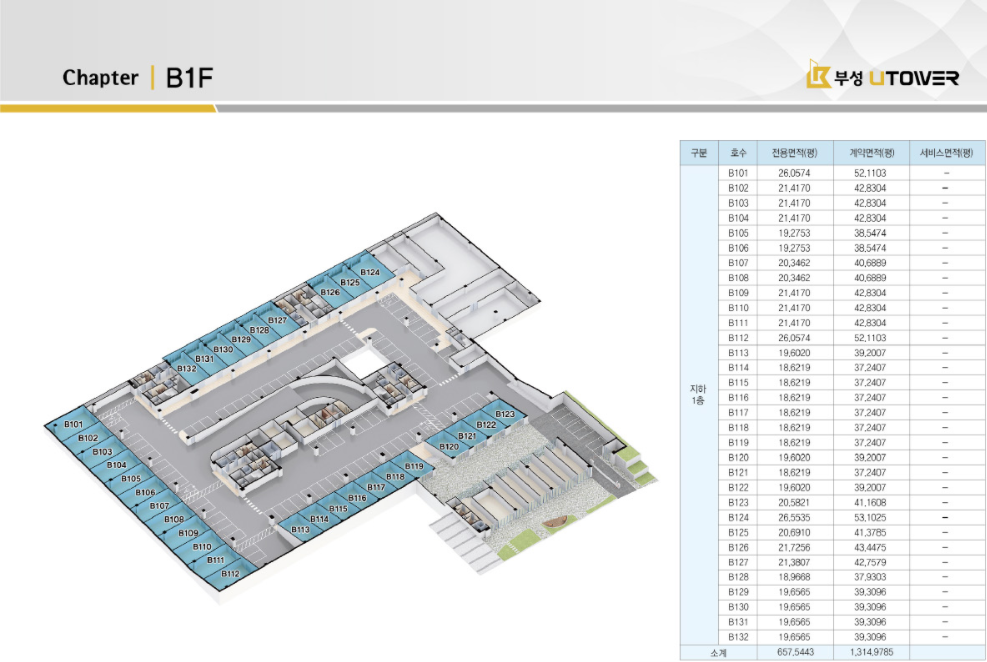 Chapter | B1F
부성 UTOWER
구분 호수 전용면적(평) 계약면적(평) 서비스면적(평)
지하 1층
B101 26,0574 52,1103 -
B102 21,4170 42,8304 -
B103 21,4170 42,8304 -
B104 21,4170 42,8304 -
B105 19,2753 38,5474 -
B106 19,2753 38,5474 -
B107 20,3462 40,6889 -
B108 20,3462 40,6889 -
B109 21,4170 42,8304 -
B110 21,4170 42,8304 -
B111 21,4170 42,8304 -
B112 26,0574 52,1103 -
B113 19,6020 39,2007 -
B114 18,6219 37,2407 -
B115 18,6219 37,2407 -
B116 18,6219 37,2407 -
B117 18,6219 37,2407 -
B118 18,6219 37,2407 -
B119 18,6219 37,2407 -
B120 19,6020 39,2007 -
B121 18,6219 37,2407 -
B122 19,6020 39,2007 -
B123 20,5821 41,1608 -
B124 26,5535 53,1025 -
B125 20,6910 41,3785 -
B126 21,7256 43,4475 -
B127 21,3807 42,7579 -
B128 18,9668 37,9303 -
B129 19,6565 39,3096 -
B130 19,6565 39,3096 -
B131 19,6565 39,3096 -
B132 19,6565 39,3096 -
소계 657,5443 1,314,9785
B124
B125
B126
B127
B128
B129
B130
B131
B132
B101
B102
B103
B104
B105
B106
B107
B108
B109
B110
B111
B112
B123
B122
B121
B120
B119
B118
B117
B116
B115
B114
B113